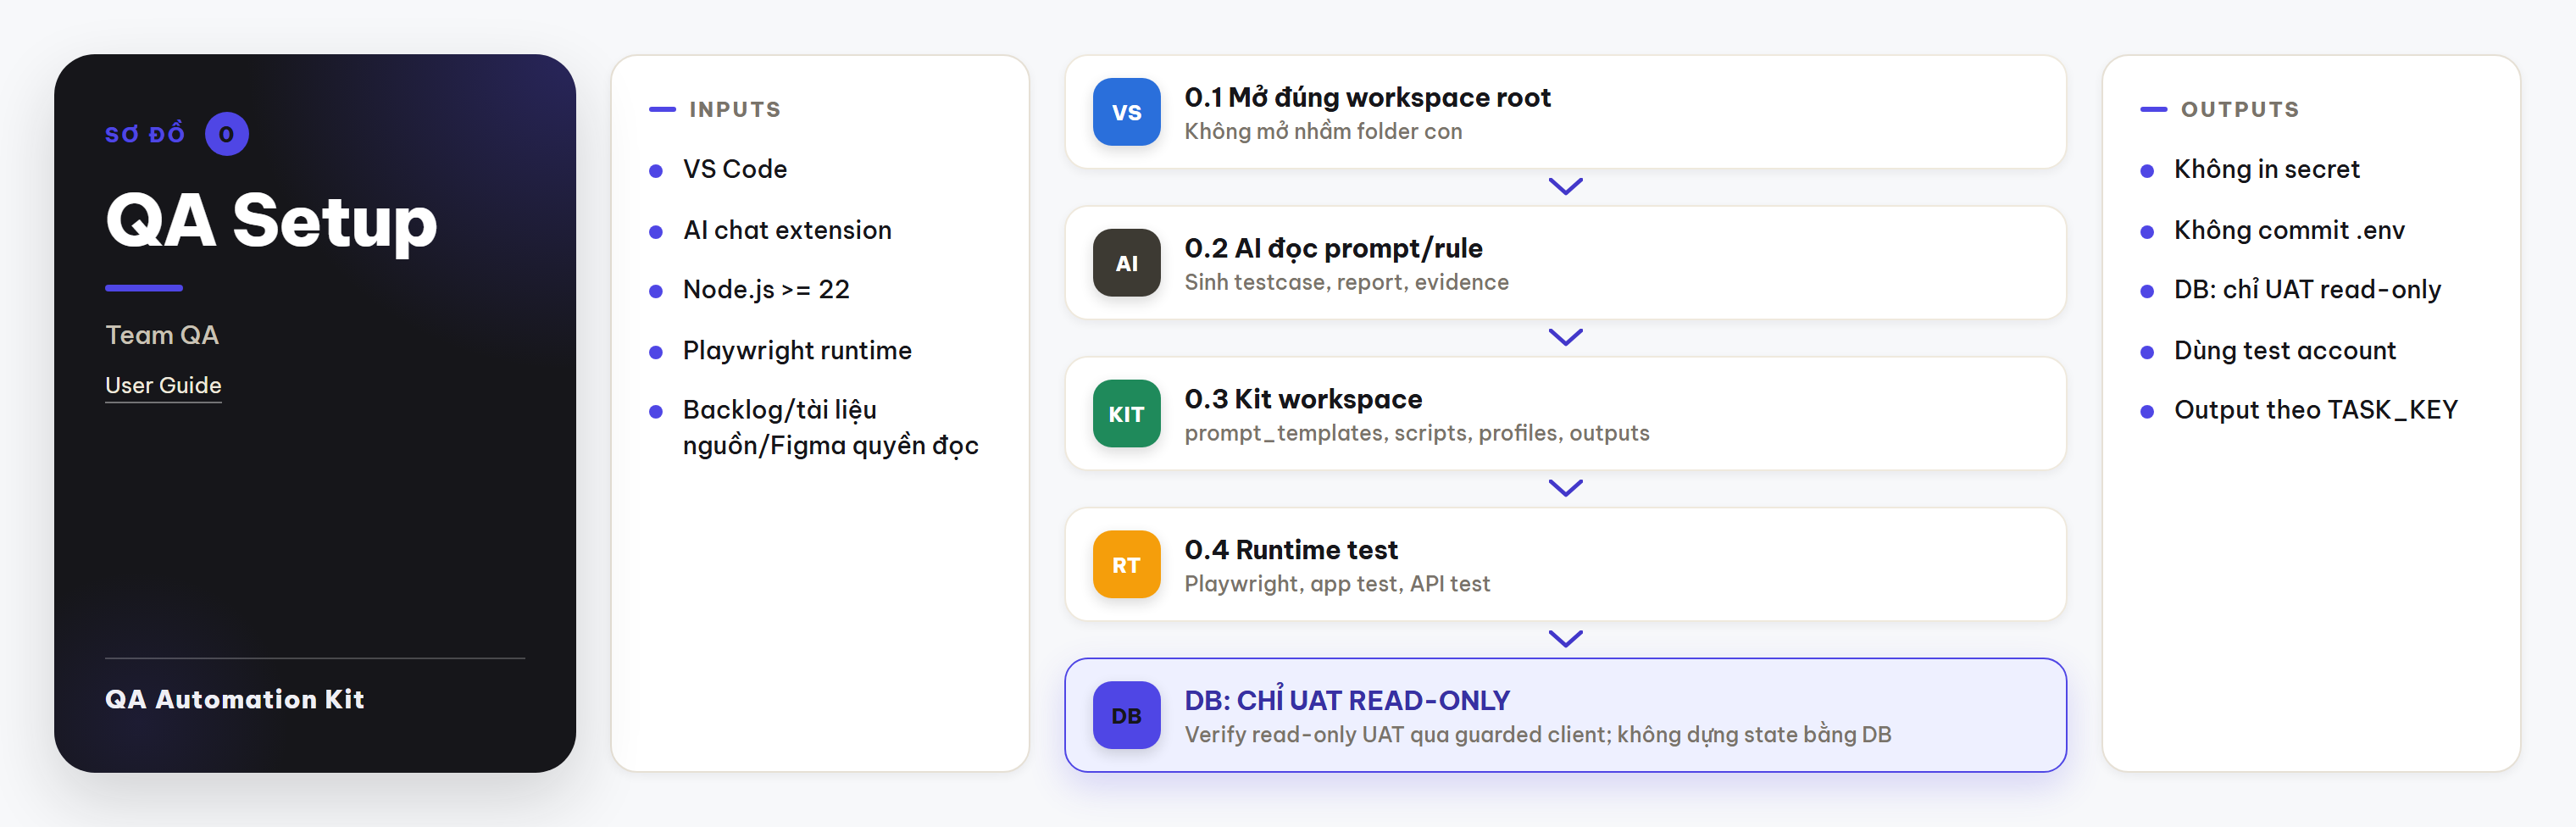 SƠ ĐỒ 0
QA Setup
Team QA
User Guide
QA Automation Kit
INPUTS
VS Code
AI chat extension
Node.js >= 22
Playwright runtime
Backlog/tài liệu
nguồn/Figma quyền đọc
VS
0.1 Mở đúng workspace root
Không mở nhầm folder con
AI
0.2 AI đọc prompt/rule
Sinh testcase, report, evidence
KIT
0.3 Kit workspace
prompt_templates, scripts, profiles, outputs
RT
0.4 Runtime test
Playwright, app test, API test
DB
DB: CHỈ UAT READ-ONLY
Verify read-only UAT qua guarded client; không dựng state bằng DB
OUTPUTS
Không in secret
Không commit .env
DB: chỉ UAT read-only
Dùng test account
Output theo TASK_KEY